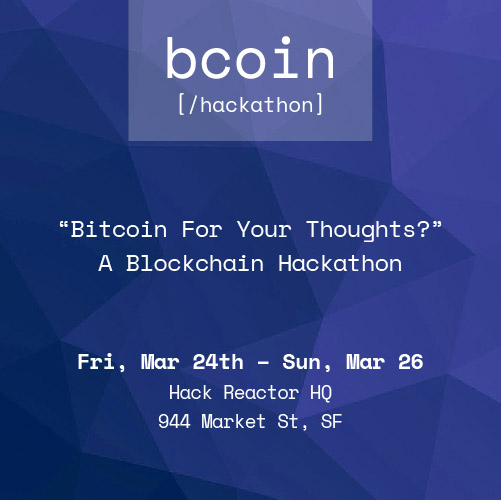 bcoin
[/hackathon]
“Bitcoin For Your Thoughts?”
A Blockchain Hackathon
Fri, Mar 24th – Sun, Mar 26
Hack Reactor HQ
944 Market St, SF